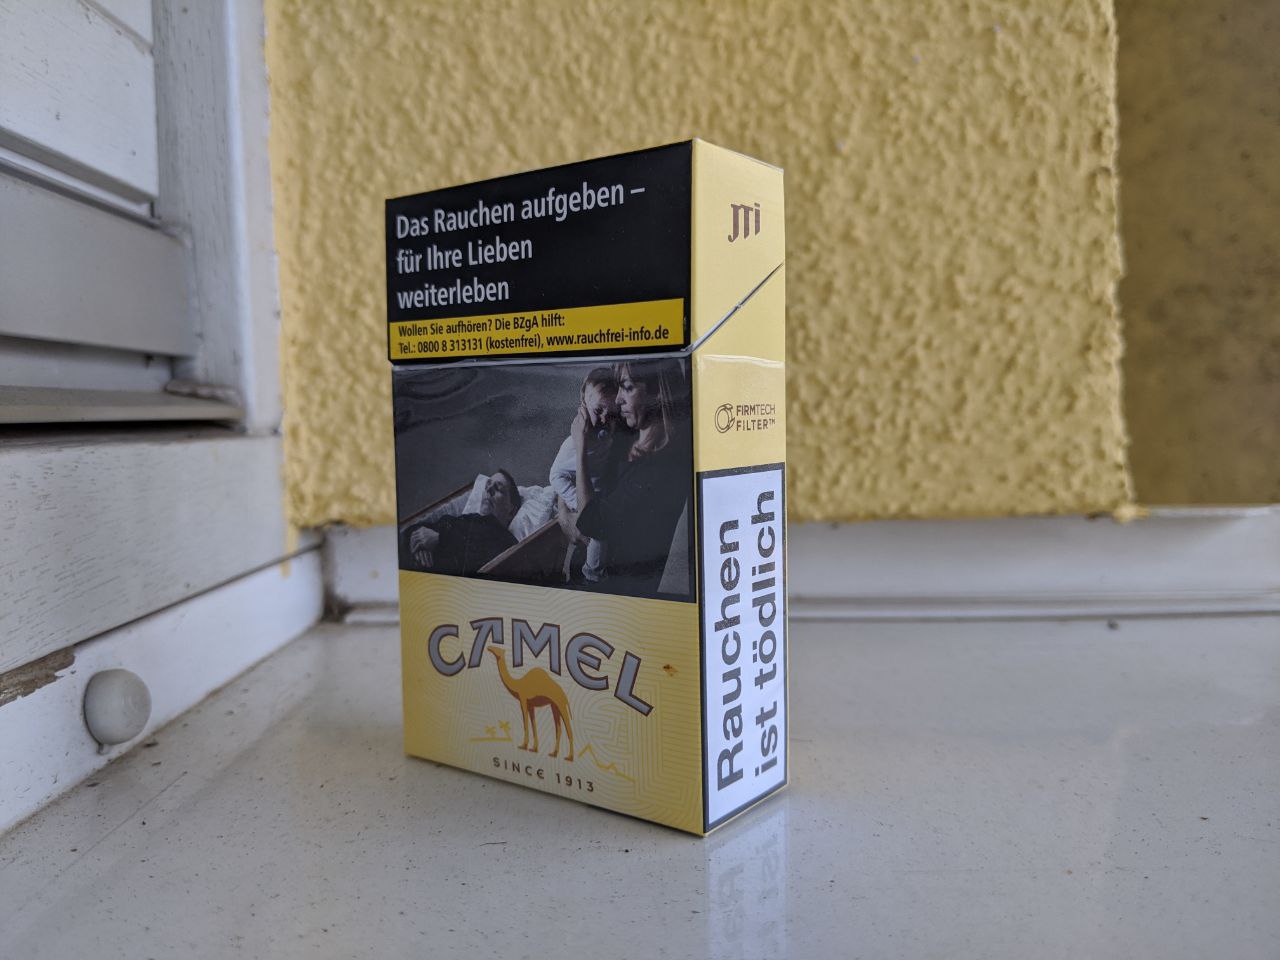 Das Rauchen aufgeben –
für Ihre Lieben
weiterleben
Wollen Sie aufhören? Die BZgA hilft:
Tel.: 0800 8 313131 (kostenfrei), www.rauchfrei-info.de
CAMEL
SINCE 1913
JTi
FIRMTECH
FILTER™
Rauchen
ist tödlich